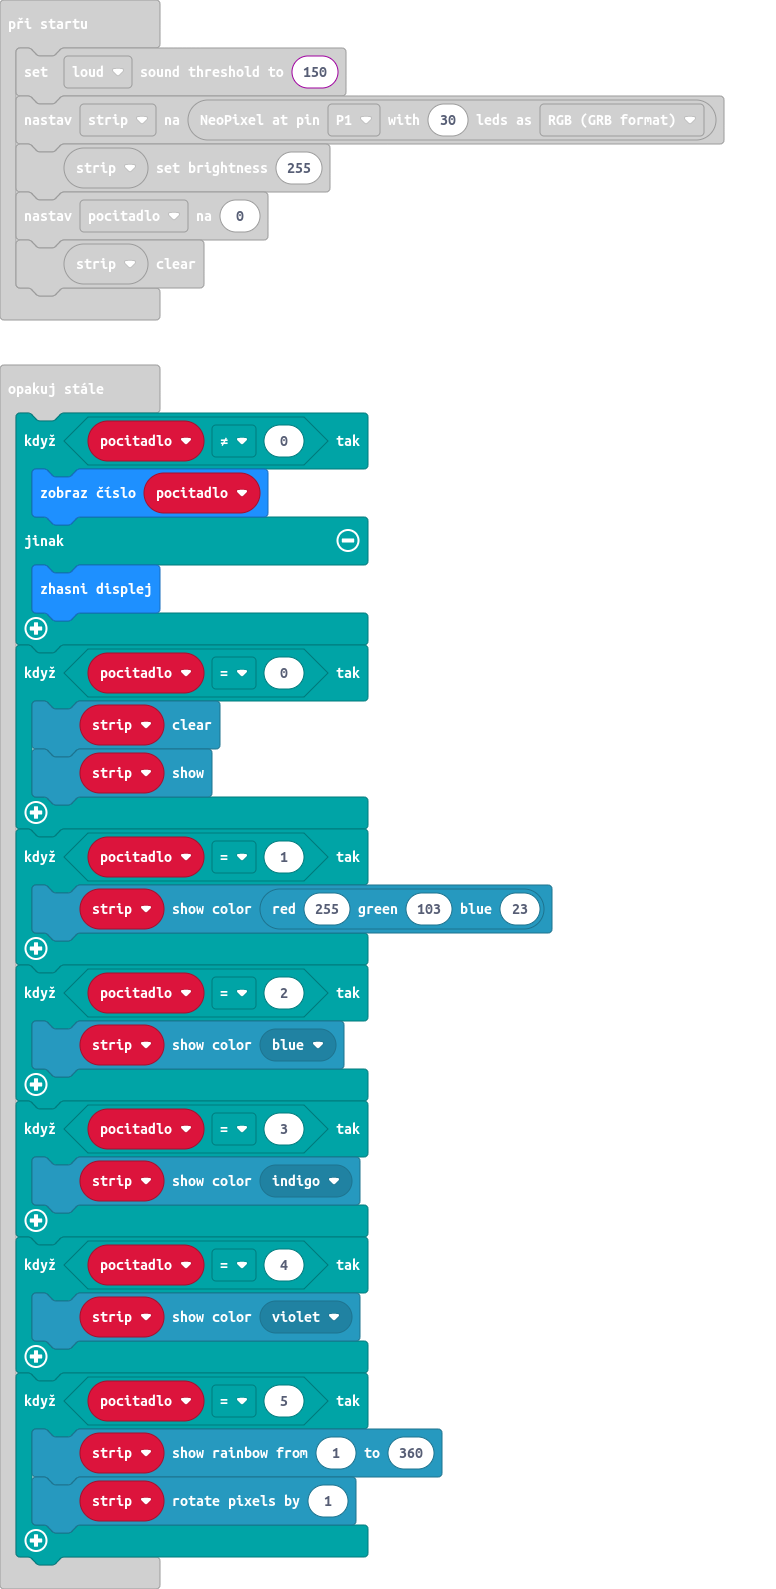 při startu
set loud sound threshold to 150
nastav strip na NeoPixel at pin P1 with 30 leds as RGB (GRB format)
strip set brightness 255
nastav pocitadlo na 0
strip clear
opakuj stále
když pocitadlo ≠ 0 tak
zobraz číslo pocitadlo
jinak
zhasni displej
když pocitadlo = 0 tak
strip clear
strip show
když pocitadlo = 1 tak
strip show color red 255 green 103 blue 23
když pocitadlo = 2 tak
strip show color blue
když pocitadlo = 3 tak
strip show color indigo
když pocitadlo = 4 tak
strip show color violet
když pocitadlo = 5 tak
strip show rainbow from 1 to 360
strip rotate pixels by 1